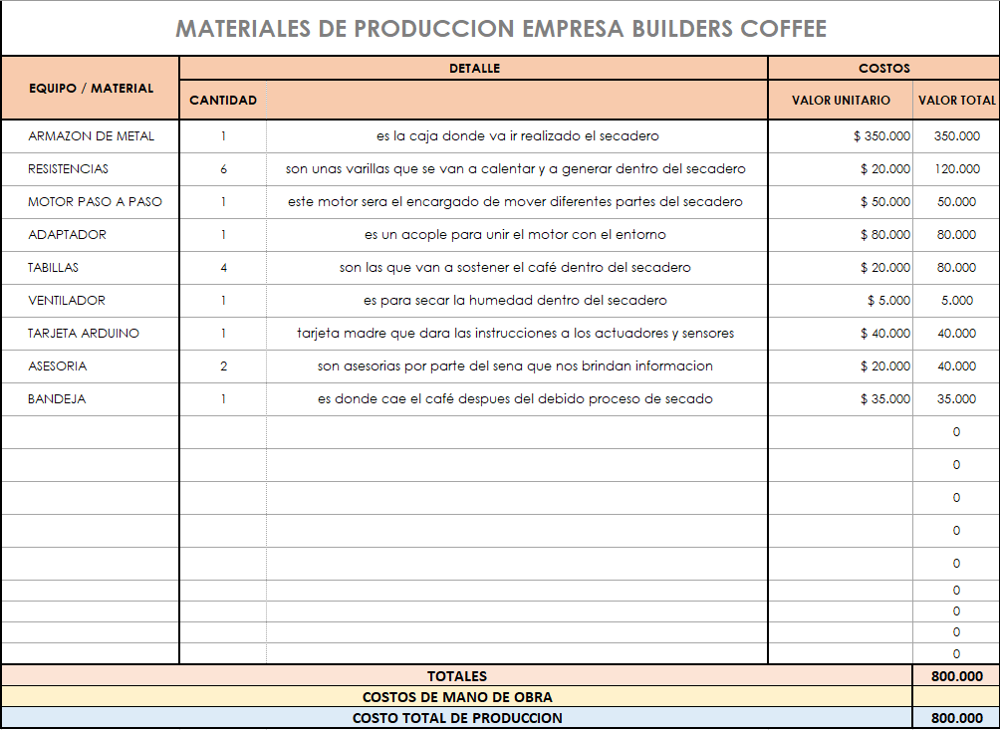 MATERIALES DE PRODUCCION EMPRESA BUILDERS COFFEE
EQUIPO / MATERIAL
DETALLE
COSTOS
CANTIDAD
VALOR UNITARIO
VALOR TOTAL
ARMAZON DE METAL 1 es la caja donde va ir realizado el secadero $ 350.000 350.000
RESISTENCIAS 6 son unas varillas que se van a calentar y a generar dentro del secadero $ 20.000 120.000
MOTOR PASO A PASO 1 este motor sera el encargado de mover diferentes partes del secadero $ 50.000 50.000
ADAPTADOR 1 es un acople para unir el motor con el entorno $ 80.000 80.000
TABILLAS 4 son las que van a sostener el café dentro del secadero $ 20.000 80.000
VENTILADOR 1 es para secar la humedad dentro del secadero $ 5.000 5.000
TARJETA ARDUINO 1 tarjeta madre que dara las instrucciones a los actuadores y sensores $ 40.000 40.000
ASESORIA 2 son asesorias por parte del sena que nos brindan informacion $ 20.000 40.000
BANDEJA 1 es donde cae el café despues del debido proceso de secado $ 35.000 35.000
0
0
0
0
0
0
0
0
0
TOTALES 800.000
COSTOS DE MANO DE OBRA
COSTO TOTAL DE PRODUCCION 800.000